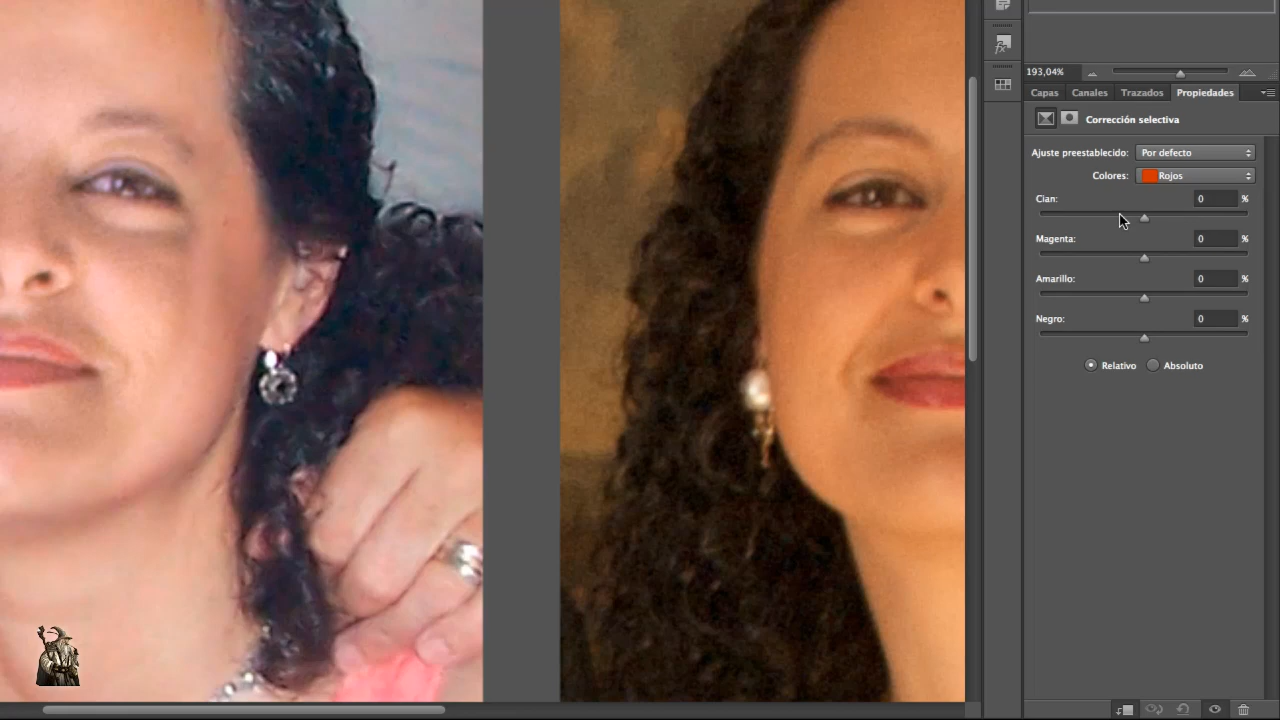 193,04%
Capas Canales Trazados Propiedades
Corrección selectiva
Ajuste preestablecido: Por defecto
Colores: Rojos
Cian: 0 %
Magenta: 0 %
Amarillo: 0 %
Negro: 0 %
Relativo Absoluto
fx